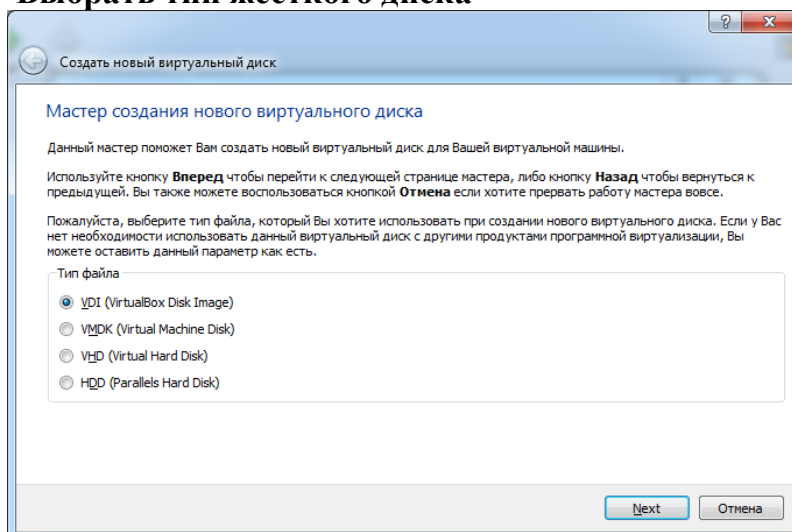 Выбрать тип жесткого диска
Создать новый виртуальный диск
Мастер создания нового виртуального диска
Данный мастер поможет Вам создать новый виртуальный диск для Вашей виртуальной машины.
Используйте кнопку Вперед чтобы перейти к следующей странице мастера, либо кнопку Назад чтобы вернуться к
предыдущей. Вы также можете воспользоваться кнопкой Отмена если хотите прервать работу мастера вовсе.
Пожалуйста, выберите тип файла, который Вы хотите использовать при создании нового виртуального диска. Если у Вас
нет необходимости использовать данный виртуальный диск с другими продуктами программной виртуализации, Вы
можете оставить данный параметр как есть.
Тип файла
VDI (VirtualBox Disk Image)
VMDK (Virtual Machine Disk)
VHD (Virtual Hard Disk)
HDD (Parallels Hard Disk)
Next Отмена